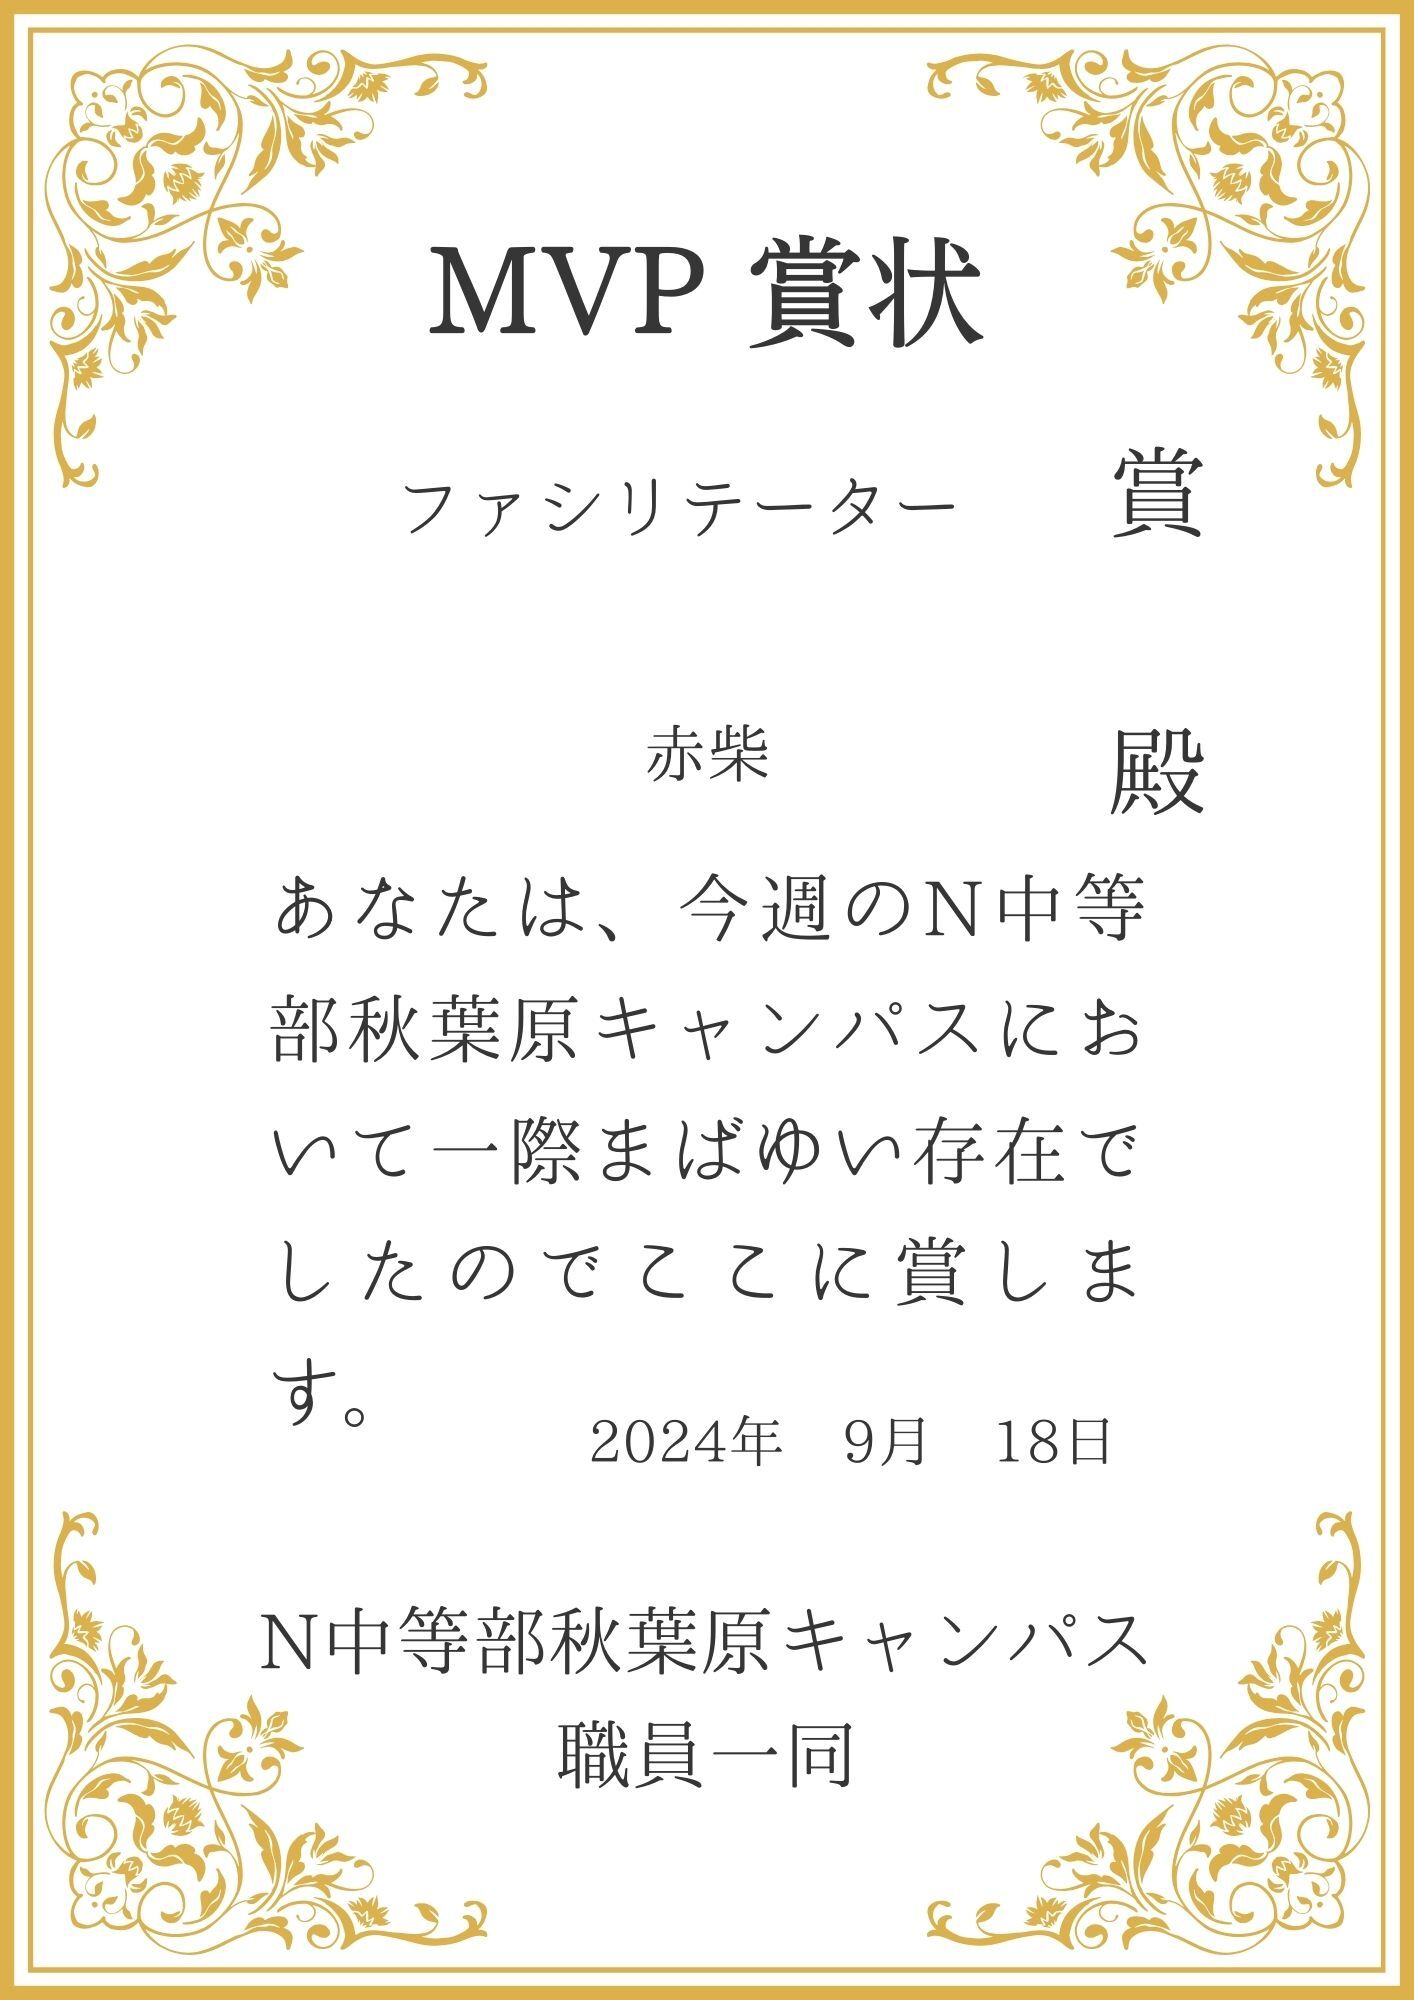 MVP 賞状
ファシリテーター 賞
赤柴 殿
あなたは、今週のN中等
部秋葉原キャンパスにお
いて一際まばゆい存在で
したのでここに賞しま
す。
2024年　9月　18日
N中等部秋葉原キャンパス
職員一同